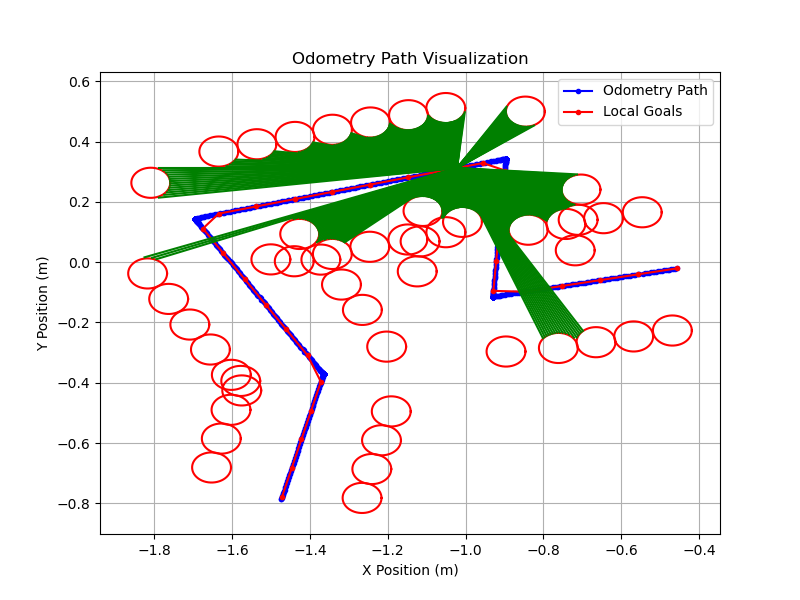 Odometry Path Visualization
Odometry Path
Local Goals
0.6
0.4
0.2
0.0
−0.2
−0.4
−0.6
−0.8
Y Position (m)
−1.8 −1.6 −1.4 −1.2 −1.0 −0.8 −0.6 −0.4
X Position (m)